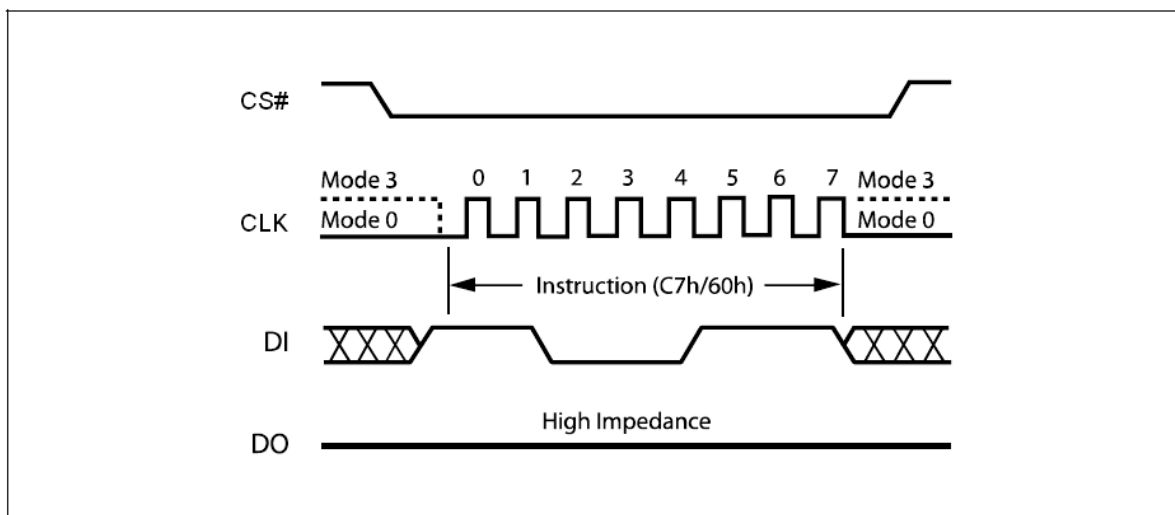 CS#
Mode 3 0 1 2 3 4 5 6 7 Mode 3
CLK Mode 0 Mode 0
Instruction (C7h/60h)
DI
High Impedance
DO